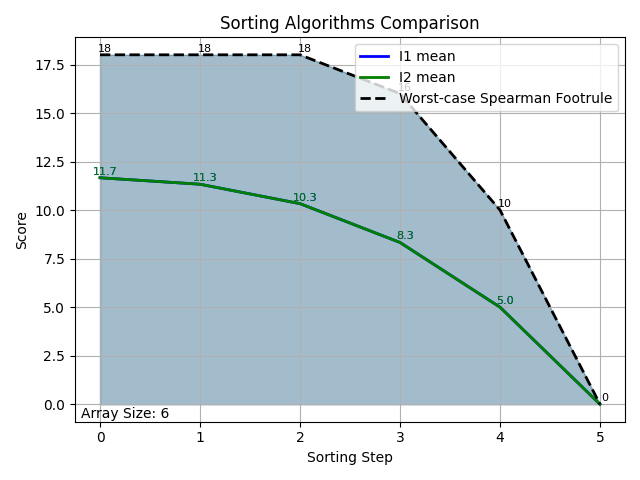 Sorting Algorithms Comparison
I1 mean
I2 mean
Worst-case Spearman Footrule
18
18
18
16
10
0
11.7
11.3
10.3
8.3
5.0
17.5
15.0
12.5
10.0
7.5
5.0
2.5
0.0
Score
Array Size: 6
0 1 2 3 4 5
Sorting Step